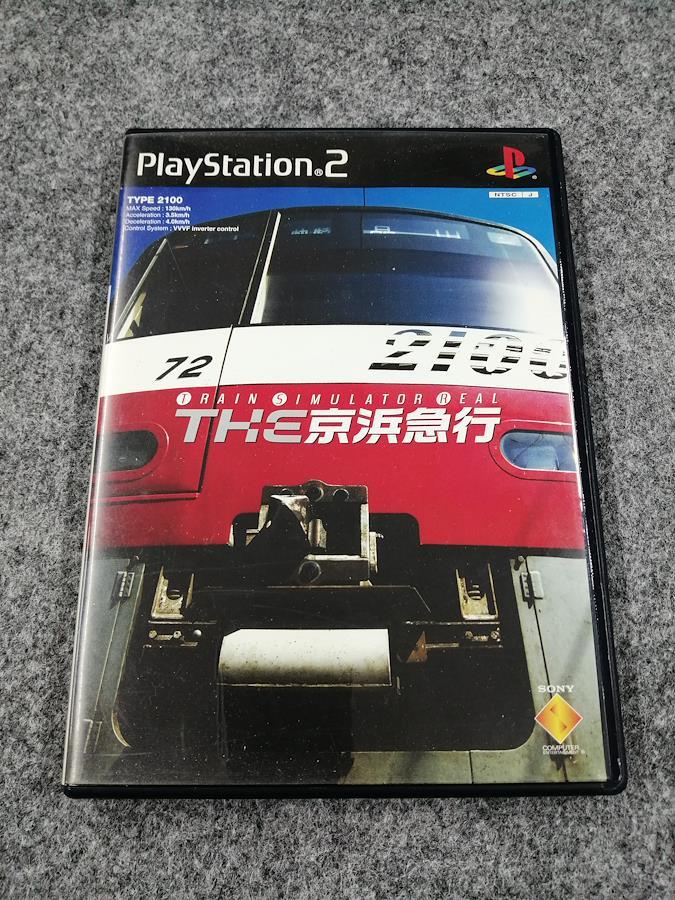 PlayStation®2
NTSC J
TYPE 2100
MAX Speed : 130km/h
Acceleration : 3.5km/h
Deceleration : 4.0km/h
Control System : VVVF inverter control
2100
72
TRAIN SIMULATOR REAL
THE京浜急行
SONY
COMPUTER
ENTERTAINMENT®